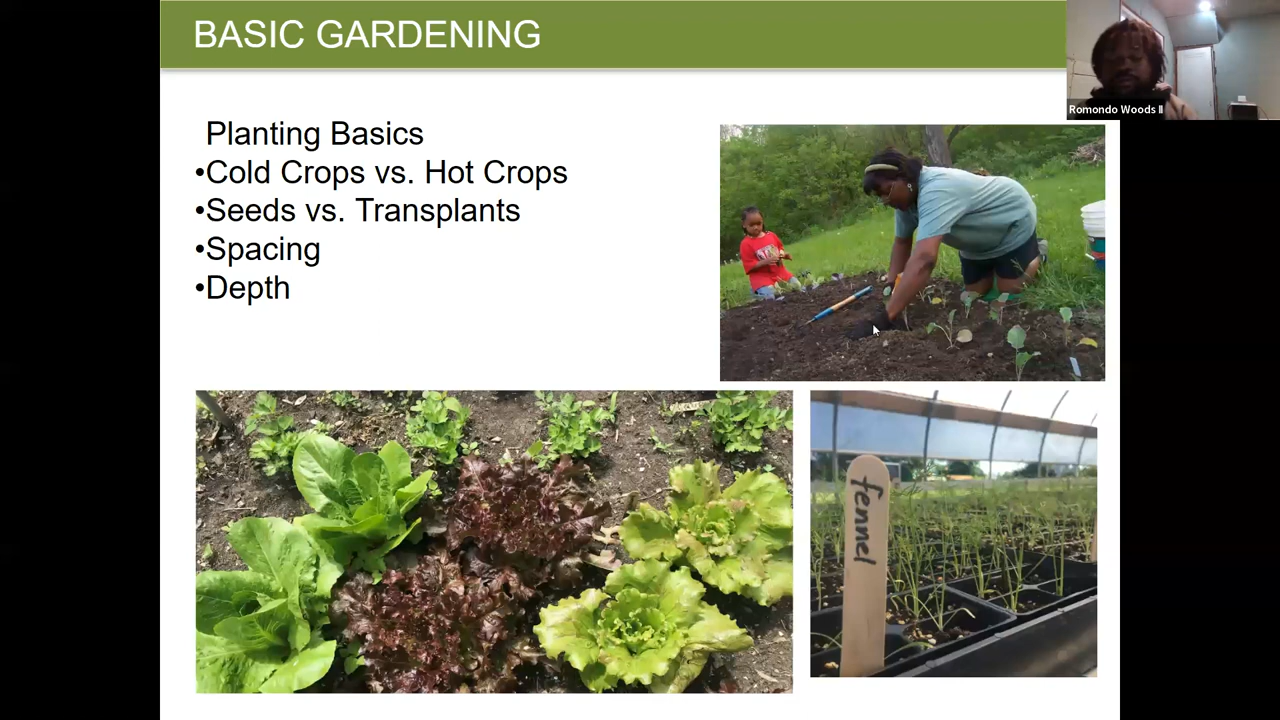 BASIC GARDENING
Romondo Woods II
Planting Basics
•Cold Crops vs. Hot Crops
•Seeds vs. Transplants
•Spacing
•Depth
fennel